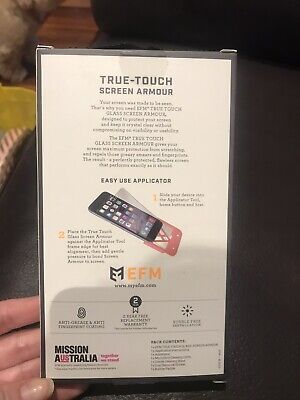 TRUE-TOUCH
SCREEN ARMOUR
Your screen was made to be seen.
That's why you need EFM® TRUE TOUCH
GLASS SCREEN ARMOUR,
designed to protect your screen
and keep it crystal clear without
compromising on visibility or usability.
The EFM® TRUE TOUCH
GLASS SCREEN ARMOUR gives your
screen maximum protection from scratching,
and repels those greasy smears and fingerprints.
The result - a perfectly protected, flawless screen
that performs exactly as it should.
EASY USE APPLICATOR
1 Slide your device into
the Applicator Tool,
home button end first.
2 Place the True Touch
Glass Screen Armour
against the Applicator Tool
frame edge for best
alignment, then add gentle
pressure to bond Screen
Armour to screen.
EFM
www.myefm.com
2
ANTI-GREASE & ANTI
FINGERPRINT COATING
2 YEAR FREE
REPLACEMENT
WARRANTY
BUBBLE FREE
INSTALLATION
MISSION
AUSTRALIA
together
we stand
PACK CONTENTS: